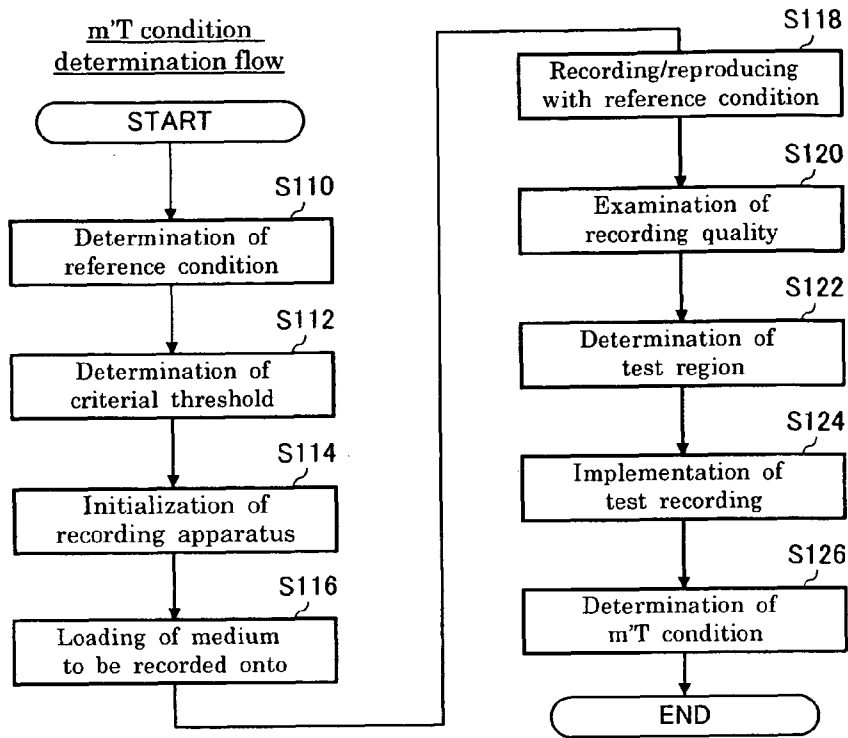 m'T condition
determination flow
START
S110
Determination of
reference condition
S112
Determination of
criterial threshold
S114
Initialization of
recording apparatus
S116
Loading of medium
to be recorded onto
S118
Recording/reproducing
with reference condition
S120
Examination of
recording quality
S122
Determination of
test region
S124
Implementation of
test recording
S126
Determination of
m'T condition
END